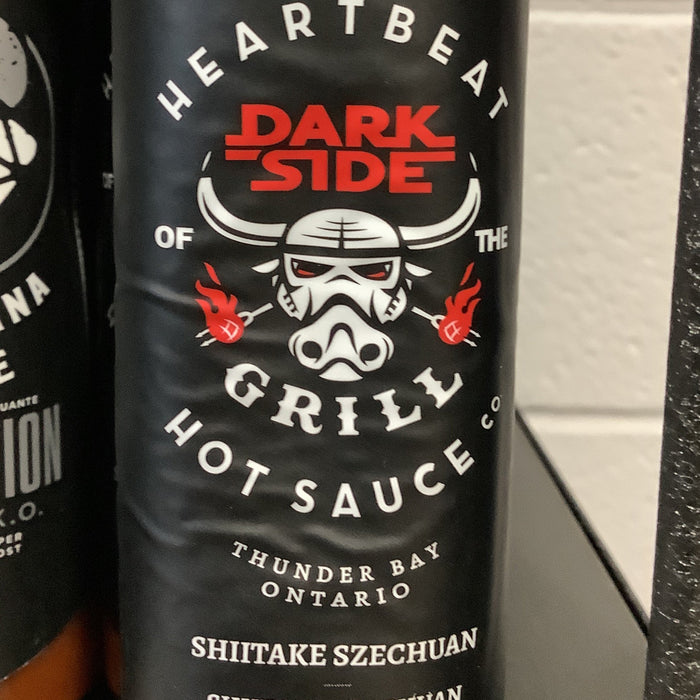 HEARTBEAT
DARK
SIDE
OF THE
GRILL
HOT SAUCE CO
THUNDER BAY
ONTARIO
SHIITAKE SZECHUAN